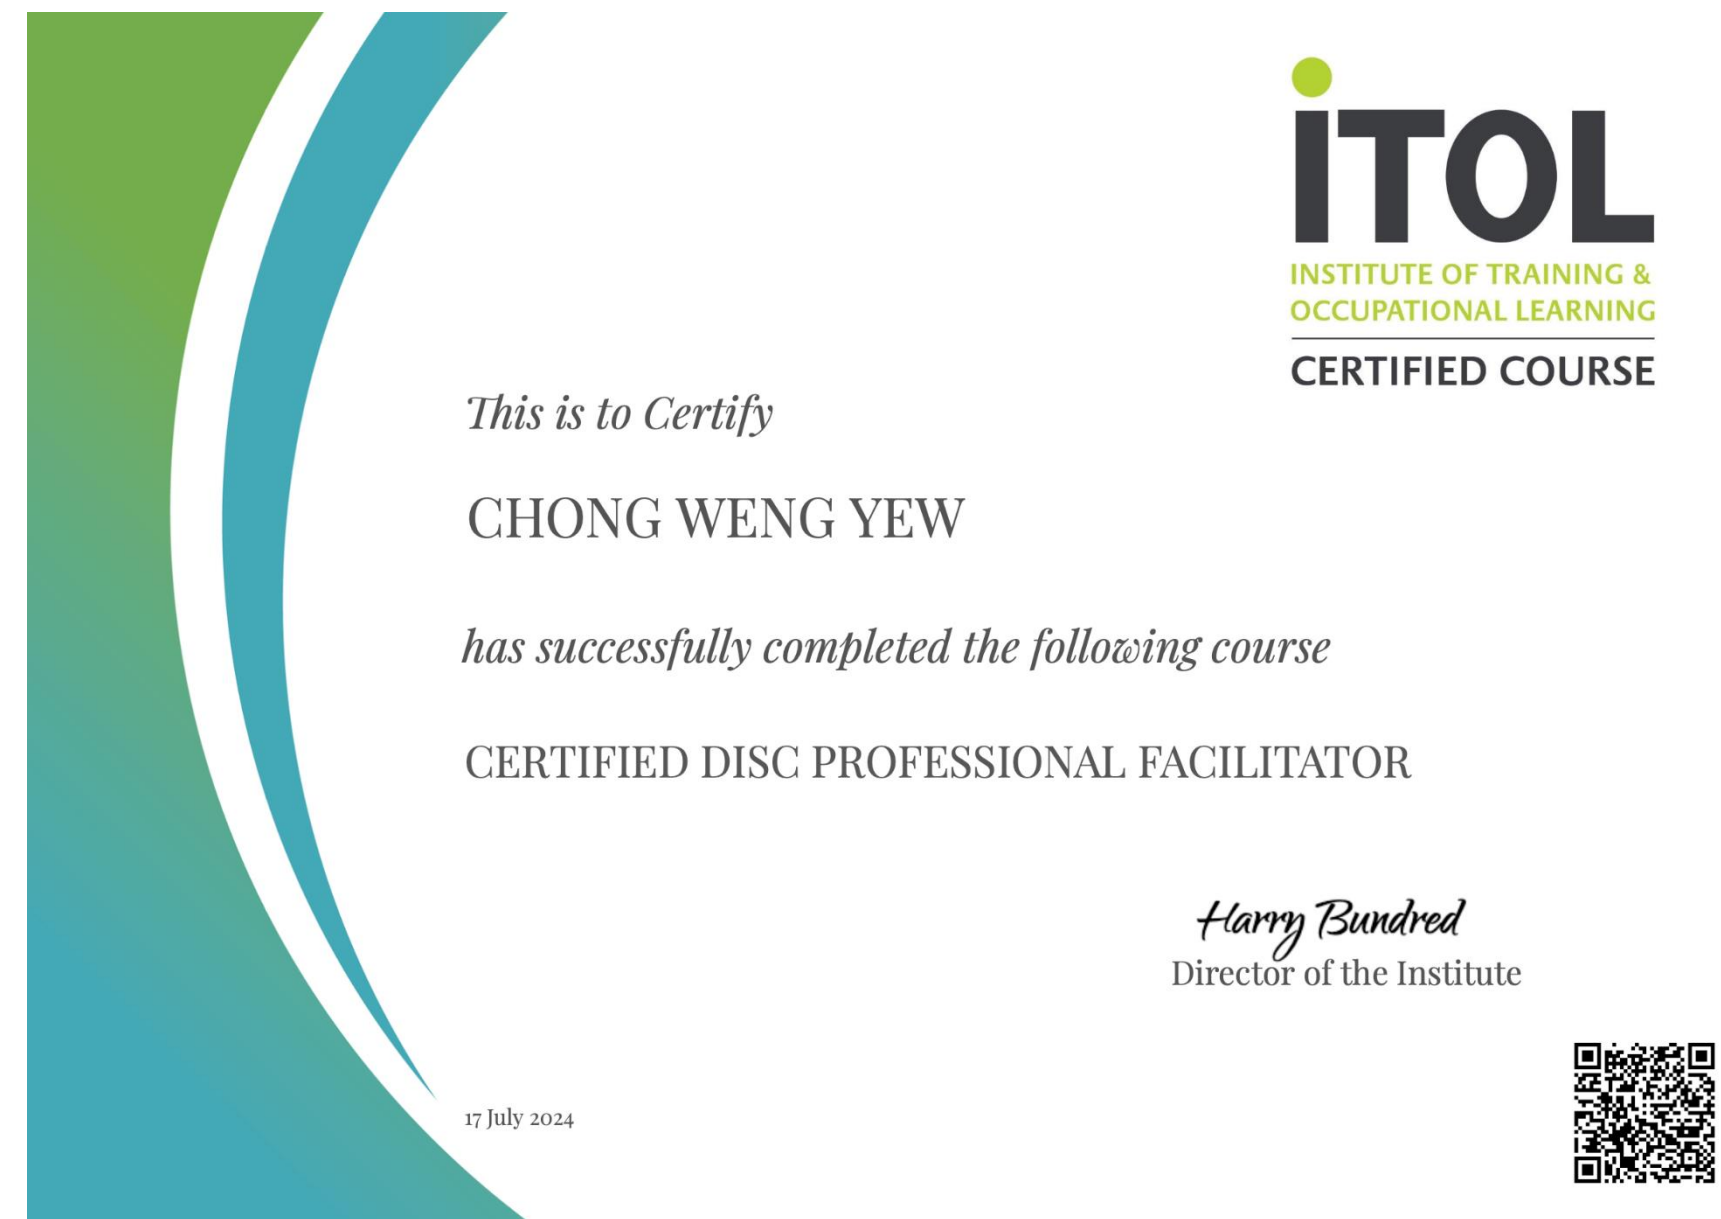 iTOL
INSTITUTE OF TRAINING &
OCCUPATIONAL LEARNING
CERTIFIED COURSE
This is to Certify
CHONG WENG YEW
has successfully completed the following course
CERTIFIED DISC PROFESSIONAL FACILITATOR
Harry Bundred
Director of the Institute
17 July 2024